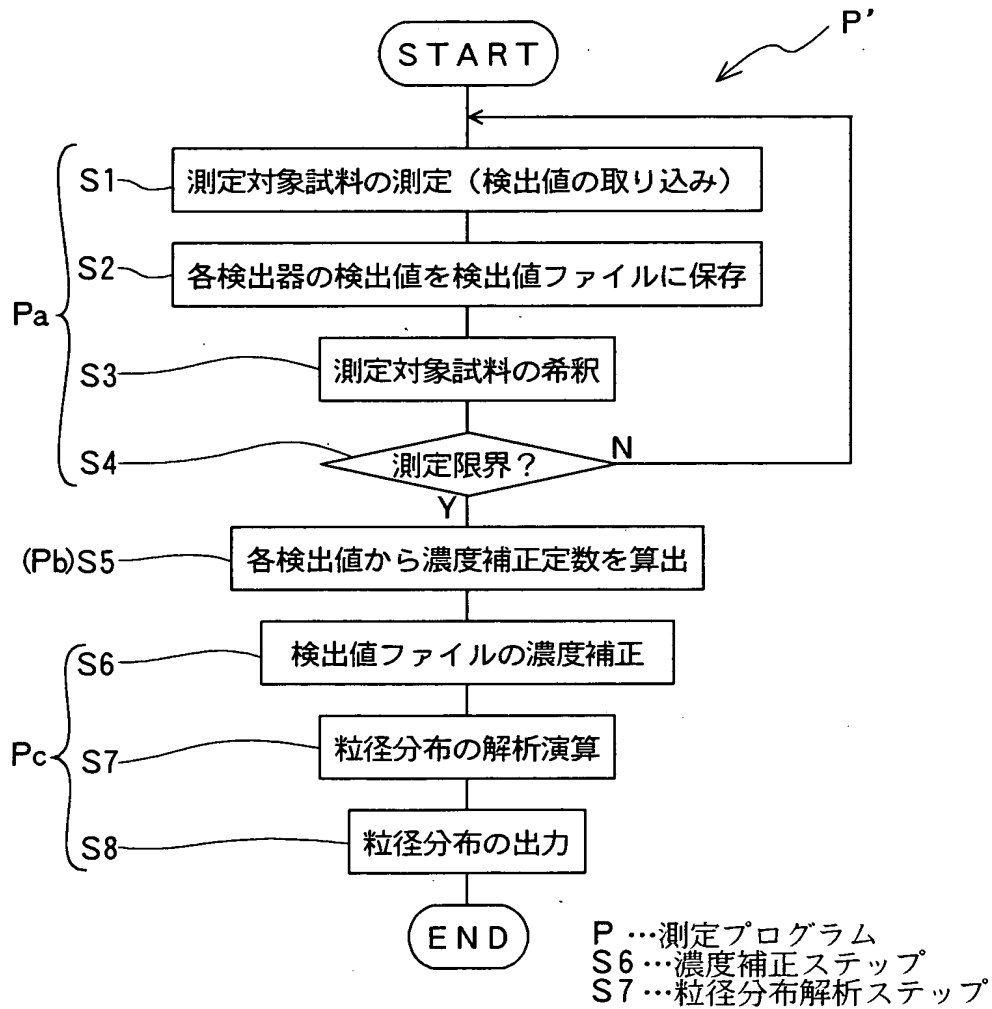 P'
START
S1
測定対象試料の測定(検出値の取り込み)
S2
各検出器の検出値を検出値ファイルに保存
Pa
S3
測定対象試料の希釈
S4
測定限界?
N
Y
(Pb)S5
各検出値から濃度補正定数を算出
S6
検出値ファイルの濃度補正
Pc
S7
粒径分布の解析演算
S8
粒径分布の出力
END
P…測定プログラム
S6…濃度補正ステップ
S7…粒径分布解析ステップ